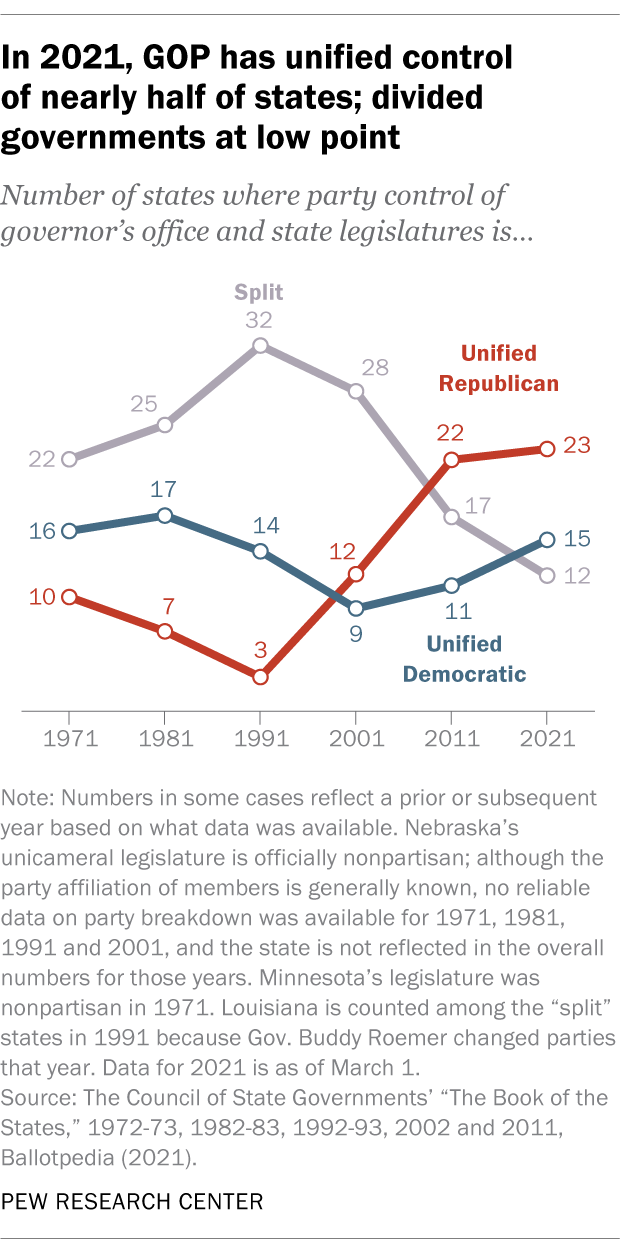 In 2021, GOP has unified control
of nearly half of states; divided
governments at low point
Number of states where party control of
governor’s office and state legislatures is...
Split
32
28
25
22
Unified
Republican
22
23
17
12
16
17
14
9
11
15
10
7
3
12
Unified
Democratic
1971 1981 1991 2001 2011 2021
Note: Numbers in some cases reflect a prior or subsequent
year based on what data was available. Nebraska’s
unicameral legislature is officially nonpartisan; although the
party affiliation of members is generally known, no reliable
data on party breakdown was available for 1971, 1981,
1991 and 2001, and the state is not reflected in the overall
numbers for those years. Minnesota’s legislature was
nonpartisan in 1971. Louisiana is counted among the “split”
states in 1991 because Gov. Buddy Roemer changed parties
that year. Data for 2021 is as of March 1.
Source: The Council of State Governments’ “The Book of the
States,” 1972-73, 1982-83, 1992-93, 2002 and 2011,
Ballotpedia (2021).
PEW RESEARCH CENTER